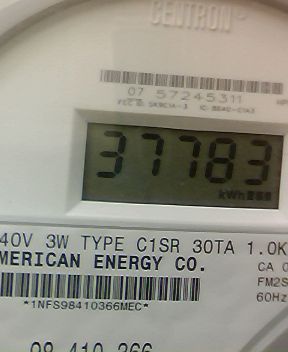 CENTRON
07 57245311
37783
kWh
40V 3W TYPE C1SR 30TA 1.0K
MERICAN ENERGY CO.
CA 0
FM2S
60Hz
*1NFS98410366MEC*
98 410 366